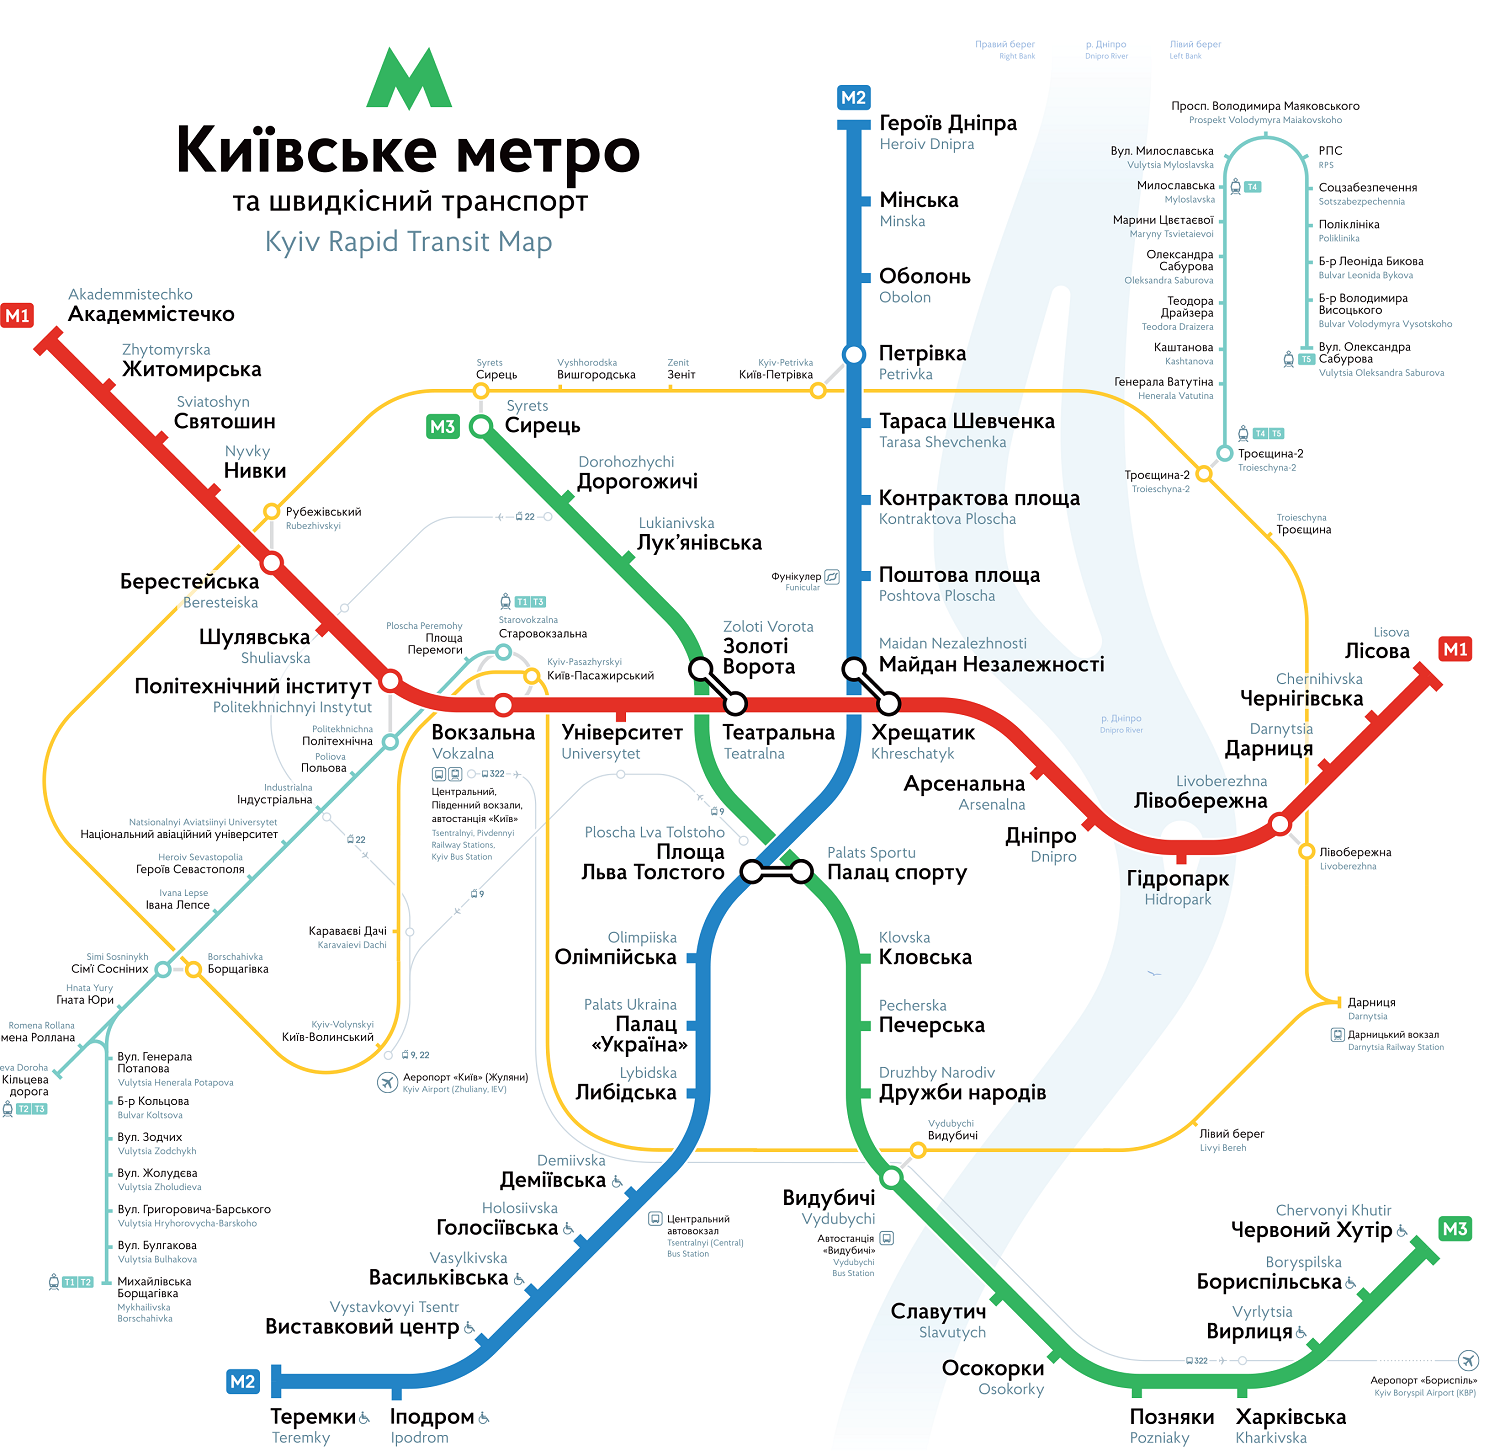 Київське метро
та швидкісний транспорт
Kyiv Rapid Transit Map
Правий берег
Right Bank
р. Дніпро
Dnipro River
Лівий берег
Left Bank
M1
Akademmistechko
Академмістечко
Zhytomyrska
Житомирська
Sviatoshyn
Святошин
Nyvky
Нивки
Берестейська
Beresteiska
Шулявська
Shuliavska
Політехнічний інститут
Politekhnichnyi Instytut
Вокзальна
Vokzalna
322
Центральний,
Південний вокзали,
автостанція «Київ»
Tsentralnyi, Pivdennyi
Railway Stations,
Kyiv Bus Station
Університет
Universytet
Театральна
Teatralna
Хрещатик
Khreschatyk
Арсенальна
Arsenalna
Дніпро
Dnipro
Гідропарк
Hidropark
Livoberezhna
Лівобережна
Darnytsia
Дарниця
Chernihivska
Чернігівська
Lisova
Лісова
M1
M2
Героїв Дніпра
Heroiv Dnipra
Мінська
Minska
Оболонь
Obolon
Петрівка
Petrivka
Тараса Шевченка
Tarasa Shevchenka
Контрактова площа
Kontraktova Ploscha
Фунікулер
Funicular
Поштова площа
Poshtova Ploscha
Maidan Nezalezhnosti
Майдан Незалежності
Ploscha Lva Tolstoho
Площа
Льва Толстого
Olimpiiska
Олімпійська
Palats Ukraina
Палац
«Україна»
Lybidska
Либідська
Demiivska
Деміївська
Holosiivska
Голосіївська
Vasylkivska
Васильківська
Vystavkovyi Tsentr
Виставковий центр
M2
Іподром
Ipodrom
Теремки
Teremky
Центральний
автовокзал
Tsentralnyi (Central)
Bus Station
M3
Syrets
Сирець
Dorohozhychi
Дорогожичі
Lukianivska
Лук’янівська
Zoloti Vorota
Золоті
Ворота
Palats Sportu
Палац спорту
Klovska
Кловська
Pecherska
Печерська
Druzhby Narodiv
Дружби народів
Видубичі
Vydubychi
Автостанція
«Видубичі»
Vydubychi
Bus Station
Славутич
Slavutych
Осокорки
Osokorky
Позняки
Pozniaky
Харківська
Kharkivska
Vyrlytsia
Вирлиця
Boryspilska
Бориспільська
Chervonyi Khutir
Червоний Хутір
M3
322
Аеропорт «Бориспіль»
Kyiv Boryspil Airport (KBP)
Syrets
Сирець
Vyshhorodska
Вишгородська
Zenit
Зеніт
Kyiv-Petrivka
Київ-Петрівка
Троєщина-2
Troieschyna-2
Troieschyna
Троєщина
Лівобережна
Livoberezhna
Дарниця
Darnytsia
Дарницький вокзал
Darnytsia Railway Station
Лівий берег
Livyi Bereh
Vydubychi
Видубичі
Kyiv-Pasazhyrskyi
Київ-Пасажирський
Караваєві Дачі
Karavaievi Dachi
Kyiv-Volynskyi
Київ-Волинський
9, 22
Аеропорт «Київ» (Жуляни)
Kyiv Airport (Zhuliany, IEV)
Borschahivka
Борщагівка
Рубежівський
Rubezhivskyi
22
22
9
9
р. Дніпро
Dnipro River
T1 T3
Starovokzalna
Старовокзальна
Ploscha Peremohy
Площа
Перемоги
Politekhnichna
Політехнічна
Poliova
Польова
Industrialna
Індустріальна
Natsionalnyi Aviatsiinyi Universytet
Національний авіаційний університет
Heroiv Sevastopolia
Героїв Севастополя
Ivana Lepse
Івана Лепсе
Simi Sosninykh
Сім’ї Сосніних
Hnata Yury
Гната Юри
Romena Rollana
мена Роллана
eva Doroha
Кільцева
дорога
T2 T3
Вул. Генерала
Потапова
Vulytsia Henerala Potapova
Б-р Кольцова
Bulvar Koltsova
Вул. Зодчих
Vulytsia Zodchykh
Вул. Жолудєва
Vulytsia Zholudieva
Вул. Григоровича-Барського
Vulytsia Hryhorovycha-Barskoho
Вул. Булгакова
Vulytsia Bulhakova
T1 T2
Михайлівська
Борщагівка
Mykhailivska
Borschahivka
Просп. Володимира Маяковського
Prospekt Volodymyra Maiakovskoho
Вул. Милославська
Vulytsia Myloslavska
Милославська
Myloslavska
T4
Марини Цвєтаєвої
Maryny Tsvietaievoi
Олександра
Сабурова
Oleksandra Saburova
Теодора
Драйзера
Teodora Draizera
Каштанова
Kashtanova
Генерала Ватутіна
Henerala Vatutina
T4 T5
Троєщина-2
Troieschyna-2
РПС
RPS
Соцзабезпечення
Sotszabezpechennia
Поліклініка
Poliklinika
Б-р Леоніда Бикова
Bulvar Leonida Bykova
Б-р Володимира
Висоцького
Bulvar Volodymyra Vysotskoho
T5
Вул. Олександра
Сабурова
Vulytsia Oleksandra Saburova